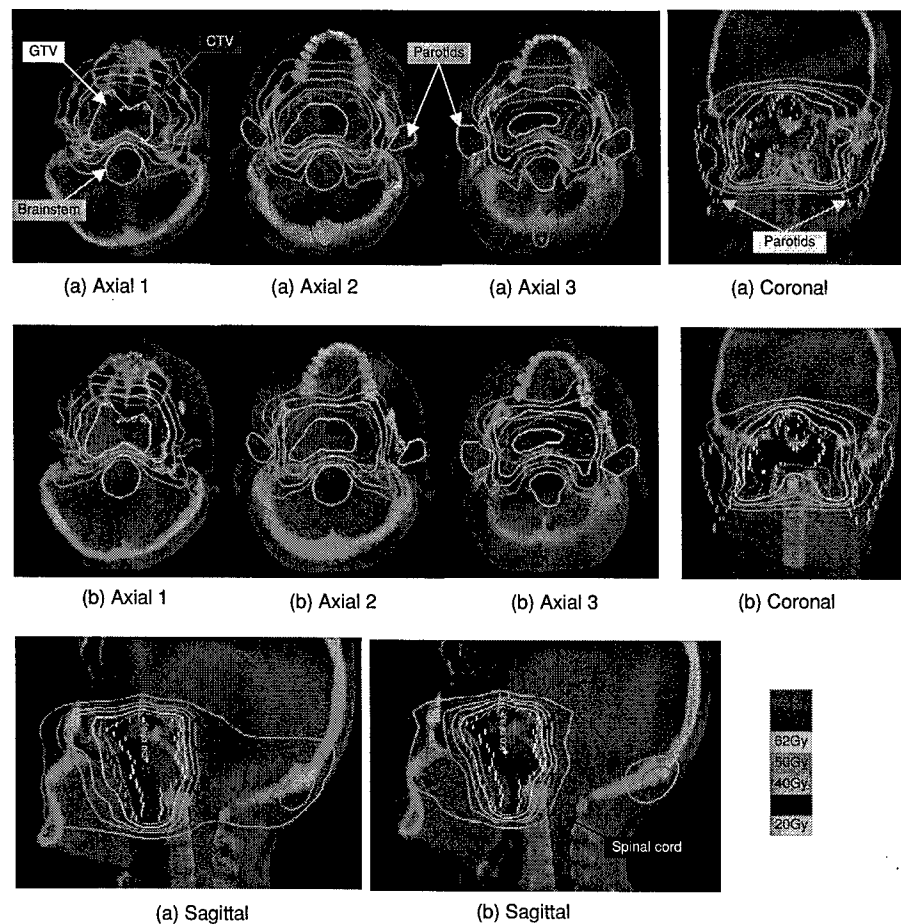 GTV
CTV
Parotids
Brainstem
Parotids
(a) Axial 1
(a) Axial 2
(a) Axial 3
(a) Coronal
(b) Axial 1
(b) Axial 2
(b) Axial 3
(b) Coronal
62Gy
50Gy
40Gy
20Gy
Spinal cord
(a) Sagittal
(b) Sagittal